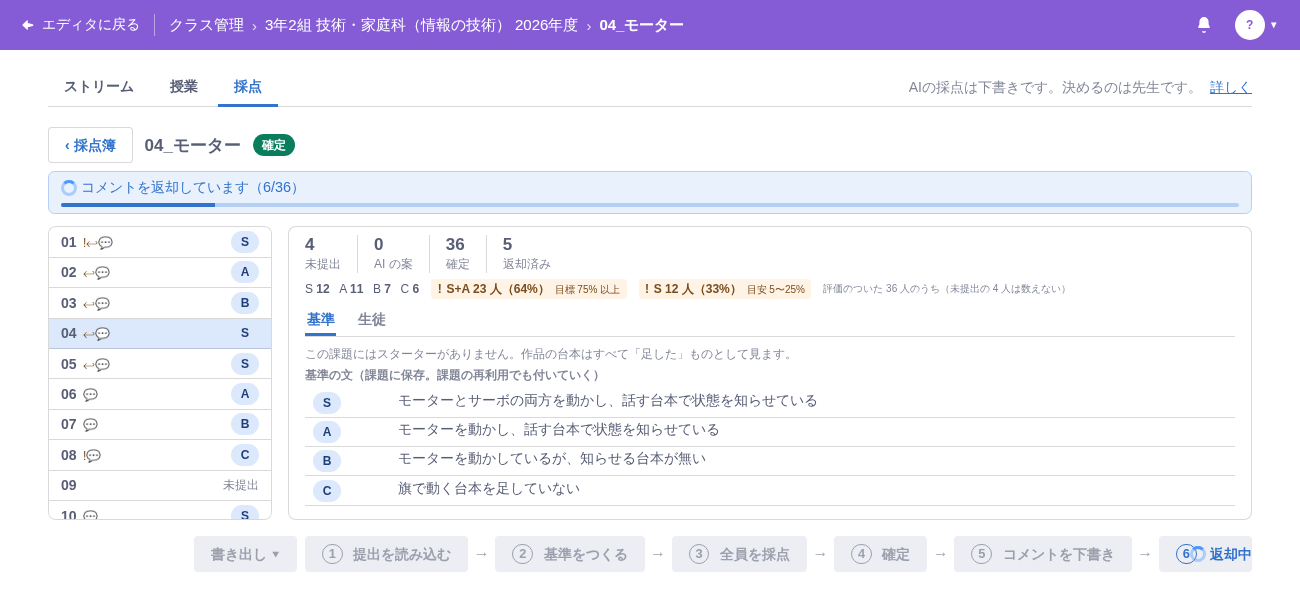 エディタに戻る クラス管理 › 3年2組 技術・家庭科（情報の技術） 2026年度 › 04_モーター ?
ストリーム 授業 採点 AIの採点は下書きです。決めるのは先生です。 詳しく
‹ 採点簿 04_モーター 確定
コメントを返却しています（6/36）
01 ! S
02 A
03 B
04 S
05 S
06 A
07 B
08 ! C
09 未提出
10 S
4 0 36 5
未提出 AI の案 確定 返却済み
S 12 A 11 B 7 C 6 ! S+A 23 人（64%） 目標 75% 以上 ! S 12 人（33%） 目安 5〜25% 評価のついた 36 人のうち（未提出の 4 人は数えない）
基準 生徒
この課題にはスターターがありません。作品の台本はすべて「足した」ものとして見ます。
基準の文（課題に保存。課題の再利用でも付いていく）
S モーターとサーボの両方を動かし、話す台本で状態を知らせている
A モーターを動かし、話す台本で状態を知らせている
B モーターを動かしているが、知らせる台本が無い
C 旗で動く台本を足していない
書き出し ▾ 1 提出を読み込む → 2 基準をつくる → 3 全員を採点 → 4 確定 → 5 コメントを下書き → 6 返却中